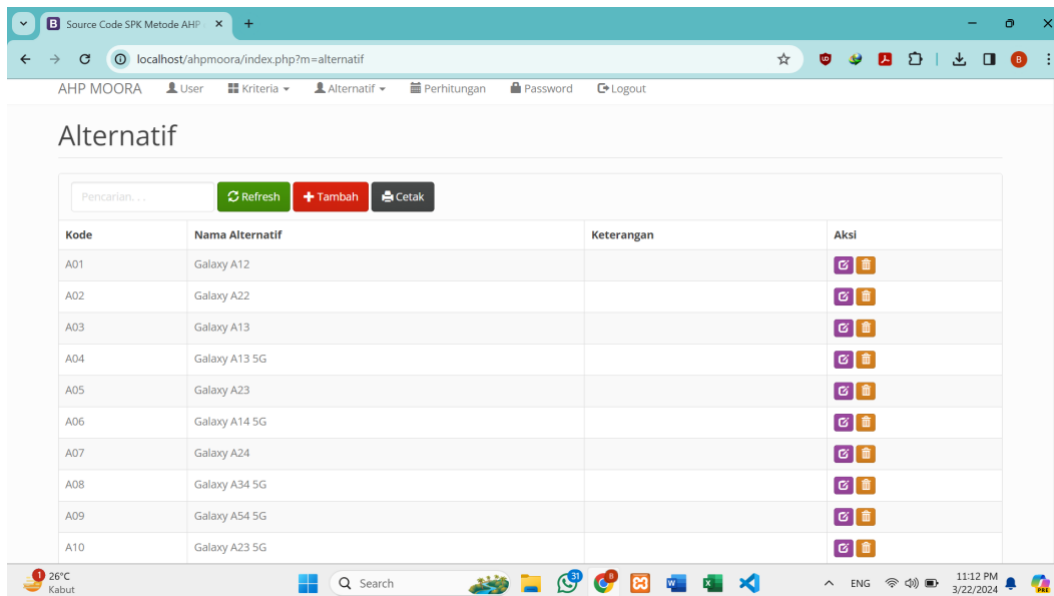 Source Code SPK Metode AHP
localhost/ahpmoora/index.php?m=alternatif
B
AHP MOORA User Kriteria Alternatif Perhitungan Password Logout
Alternatif
Pencarian. . . Refresh Tambah Cetak
Kode Nama Alternatif Keterangan Aksi
A01 Galaxy A12
A02 Galaxy A22
A03 Galaxy A13
A04 Galaxy A13 5G
A05 Galaxy A23
A06 Galaxy A14 5G
A07 Galaxy A24
A08 Galaxy A34 5G
A09 Galaxy A54 5G
A10 Galaxy A23 5G
1 26°C
Kabut
Search
31
ENG
11:12 PM
3/22/2024
PRE